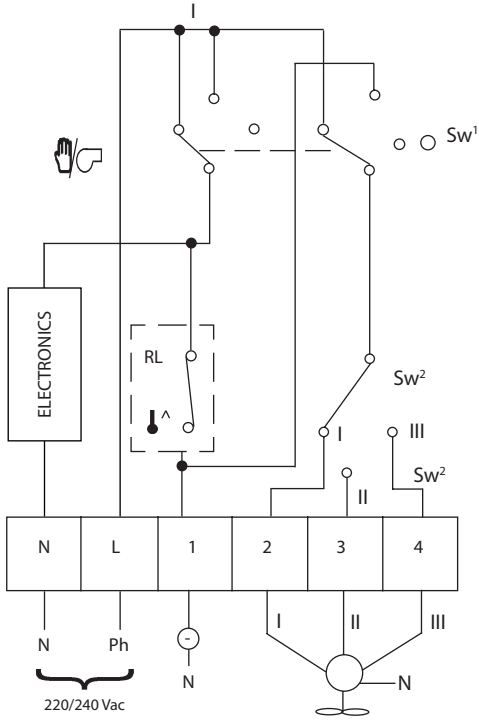 I
Sw¹
ELECTRONICS
RL
^
Sw²
I
III
Sw²
II
N L 1 2 3 4
I II III
N Ph
-
N
N
220/240 Vac